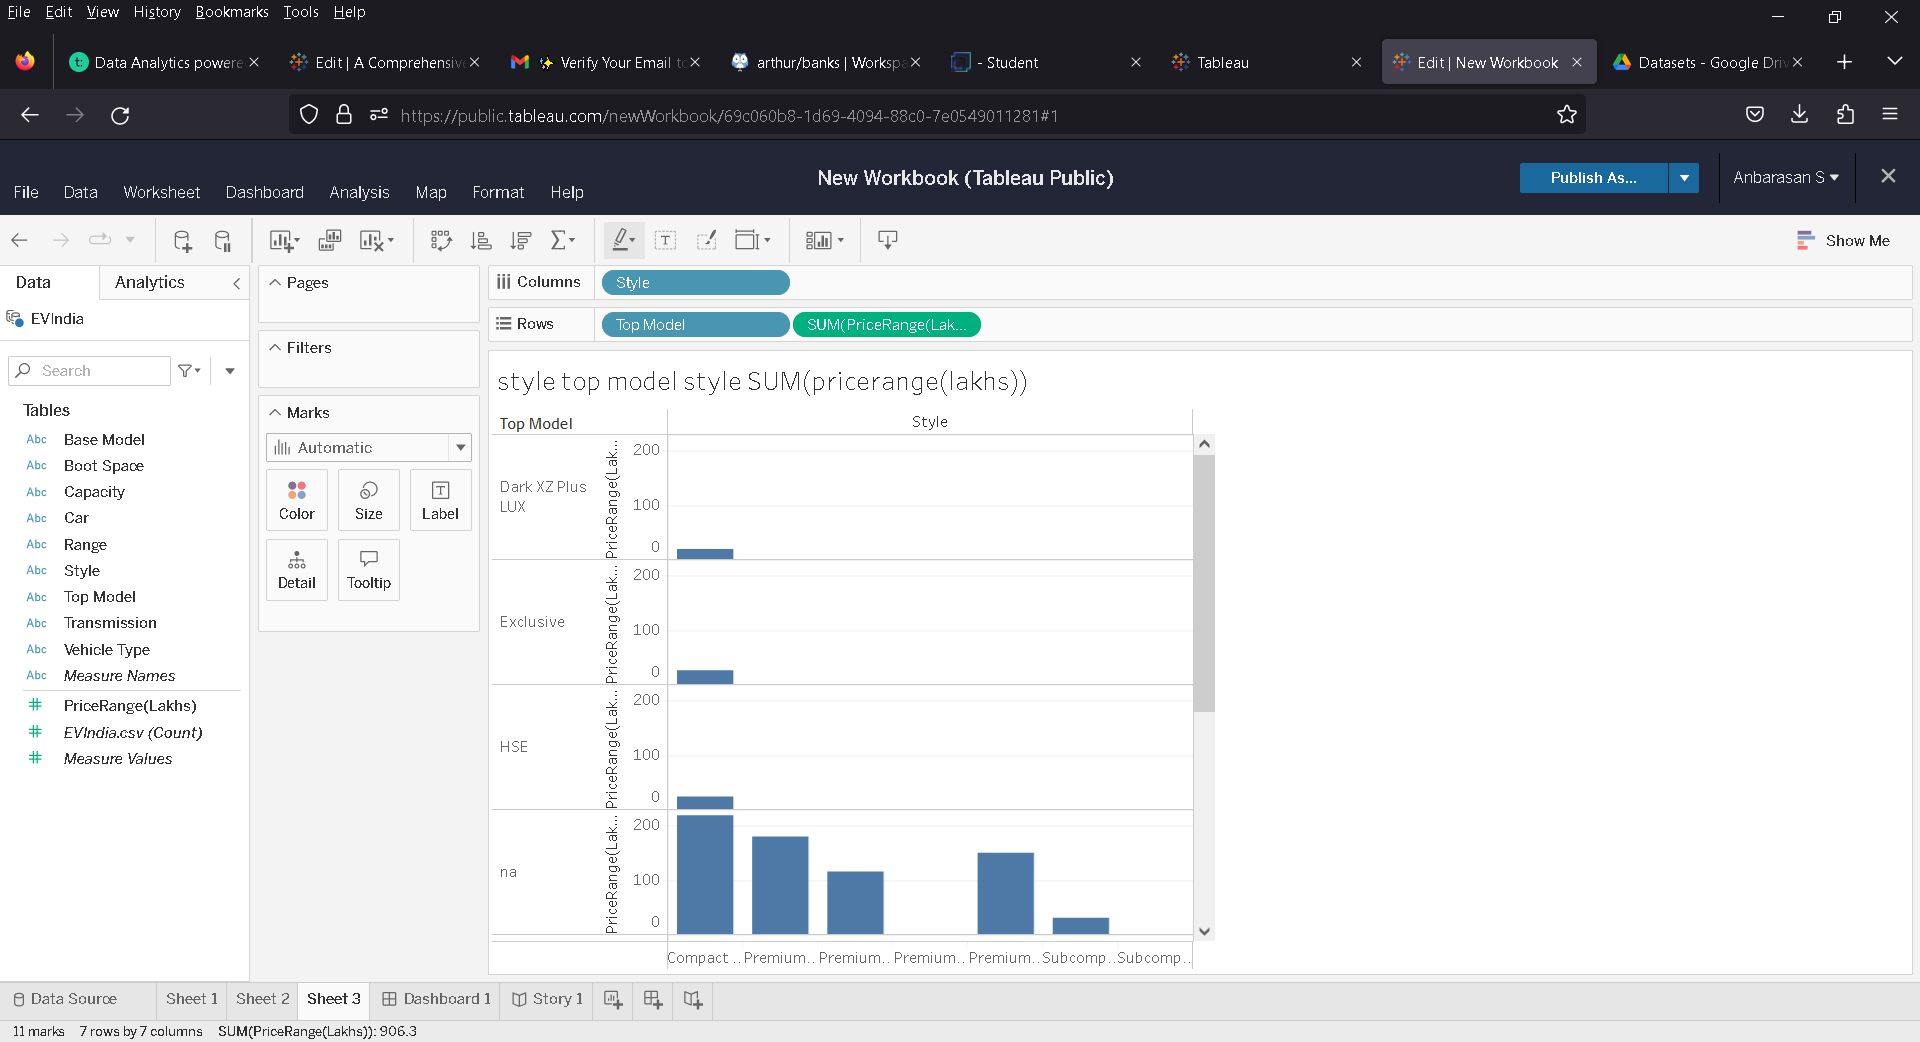 File Edit View History Bookmarks Tools Help
Data Analytics powere
Edit | A Comprehensiv
Verify Your Email to
arthur/banks | Workspa
- Student
Tableau
Edit | New Workbook
Datasets - Google Driv
https://public.tableau.com/newWorkbook/69c060b8-1d69-4094-88c0-7e0549011281#1
New Workbook (Tableau Public)
File Data Worksheet Dashboard Analysis Map Format Help
Publish As...
Anbarasan S
Show Me
Data
Analytics
EVIndia
Search
Tables
Abc Base Model
Abc Boot Space
Abc Capacity
Abc Car
Abc Range
Abc Style
Abc Top Model
Abc Transmission
Abc Vehicle Type
Abc Measure Names
# PriceRange(Lakhs)
# EVIndia.csv (Count)
# Measure Values
Pages
Filters
Marks
Automatic
Color Size Label
Detail Tooltip
Columns
Style
Rows
Top Model
SUM(PriceRange(Lak...
style top model style SUM(pricerange(lakhs))
Top Model
Style
Dark XZ Plus
LUX
PriceRange(Lak...
200
100
0
Exclusive
PriceRange(Lak...
200
100
0
HSE
PriceRange(Lak...
200
100
0
na
PriceRange(Lak...
200
100
0
Compact .. Premium.. Premium.. Premium.. Premium.. Subcomp.. Subcomp..
Data Source Sheet 1 Sheet 2 Sheet 3 Dashboard 1 Story 1
11 marks 7 rows by 7 columns SUM(PriceRange(Lakhs)): 906.3